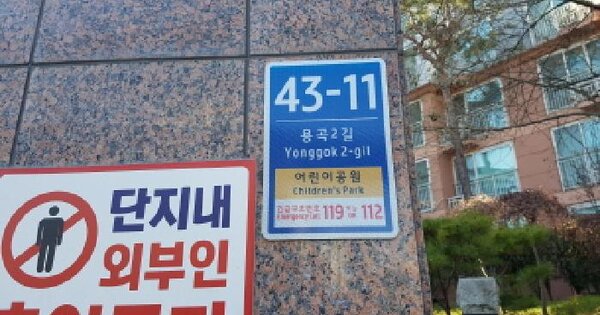 43-11
용곡2길
Yonggok 2-gil
어린이공원
Children's Park
119
112
단지내
외부인